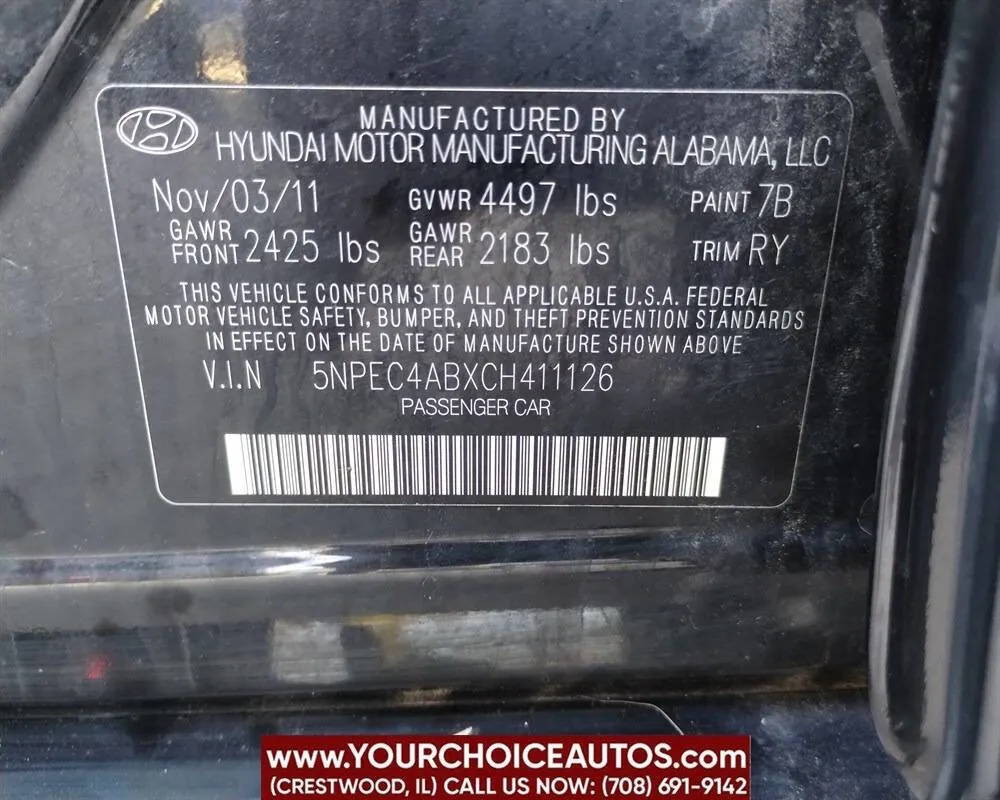 MANUFACTURED BY
HYUNDAI MOTOR MANUFACTURING ALABAMA, LLC
Nov/03/11 GVWR 4497 lbs PAINT 7B
GAWR FRONT 2425 lbs GAWR REAR 2183 lbs TRIM RY
THIS VEHICLE CONFORMS TO ALL APPLICABLE U.S.A. FEDERAL
MOTOR VEHICLE SAFETY, BUMPER, AND THEFT PREVENTION STANDARDS
IN EFFECT ON THE DATE OF MANUFACTURE SHOWN ABOVE
V.I.N 5NPEC4ABXCH411126
PASSENGER CAR
WWW.YOURCHOICEAUTOS.COM
(CRESTWOOD, IL) CALL US NOW: (708) 691-9142